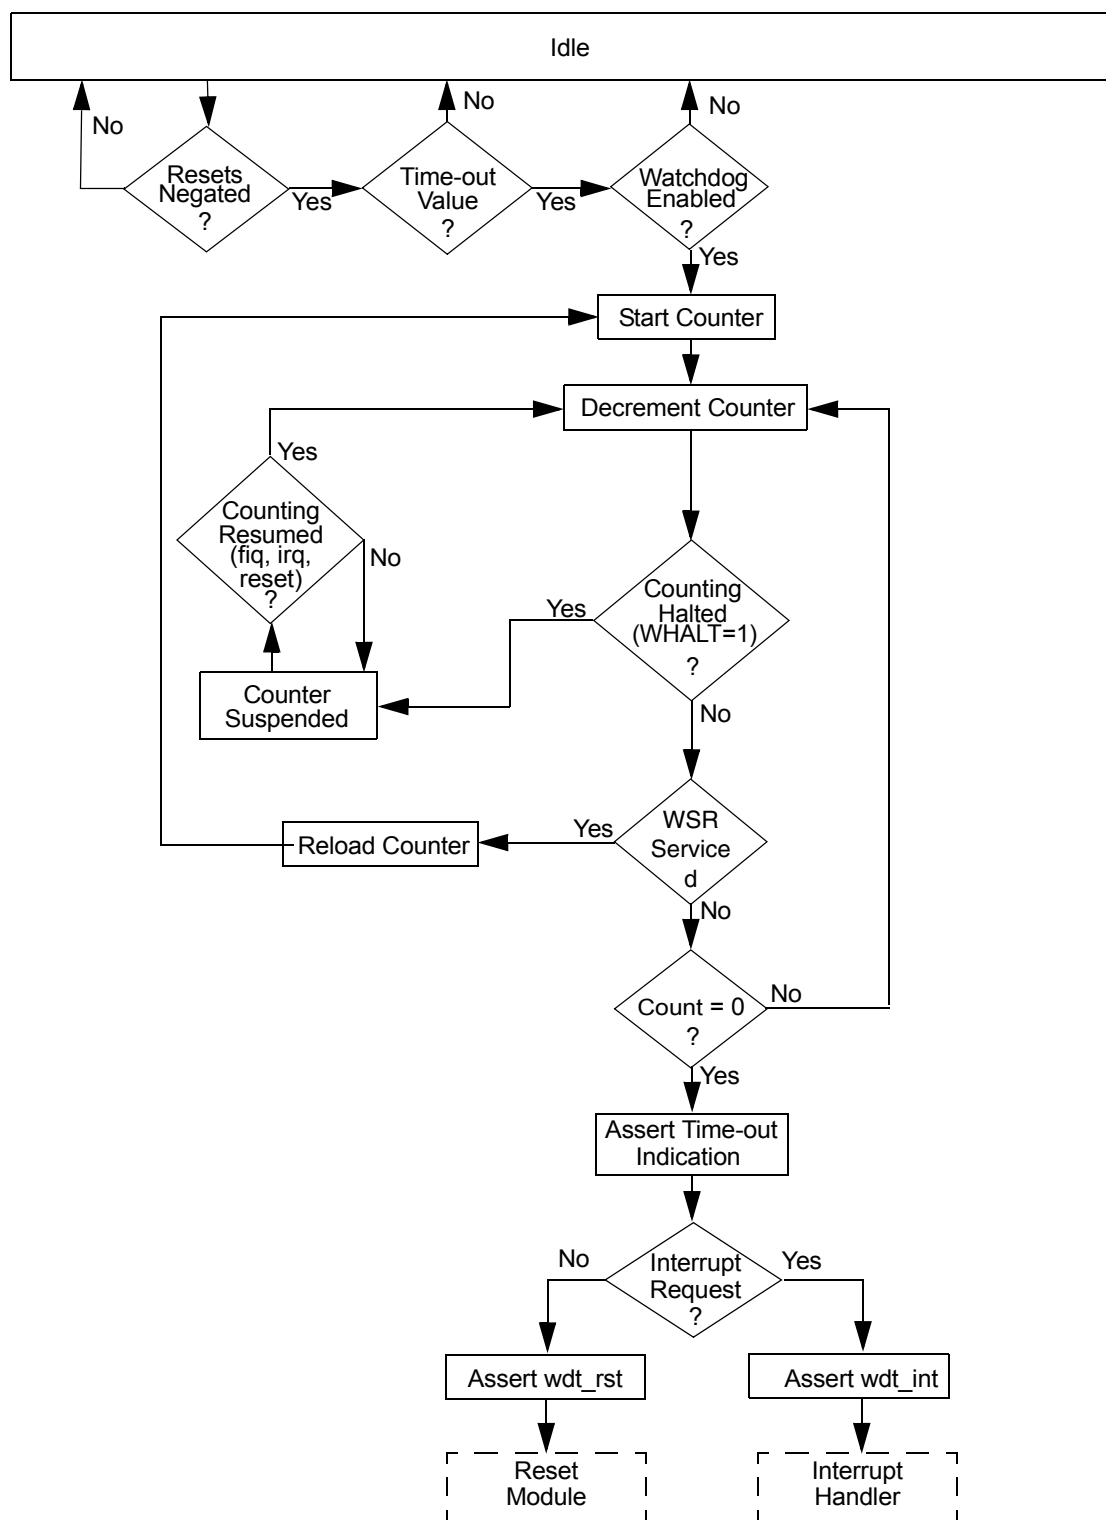 Idle
No
No
No
Resets
Negated
?
Yes
Time-out
Value
?
Yes
Watchdog
Enabled
?
Yes
Start Counter
Decrement Counter
Yes
Counting
Resumed
(fiq, irq,
reset)
?
No
Counting
Halted
(WHALT=1)
?
Yes
No
Counter
Suspended
WSR
Service
d
Yes
Reload Counter
No
Count = 0
?
No
Yes
Assert Time-out
Indication
No
Interrupt
Request
?
Yes
Assert wdt_rst
Assert wdt_int
Reset
Module
Interrupt
Handler